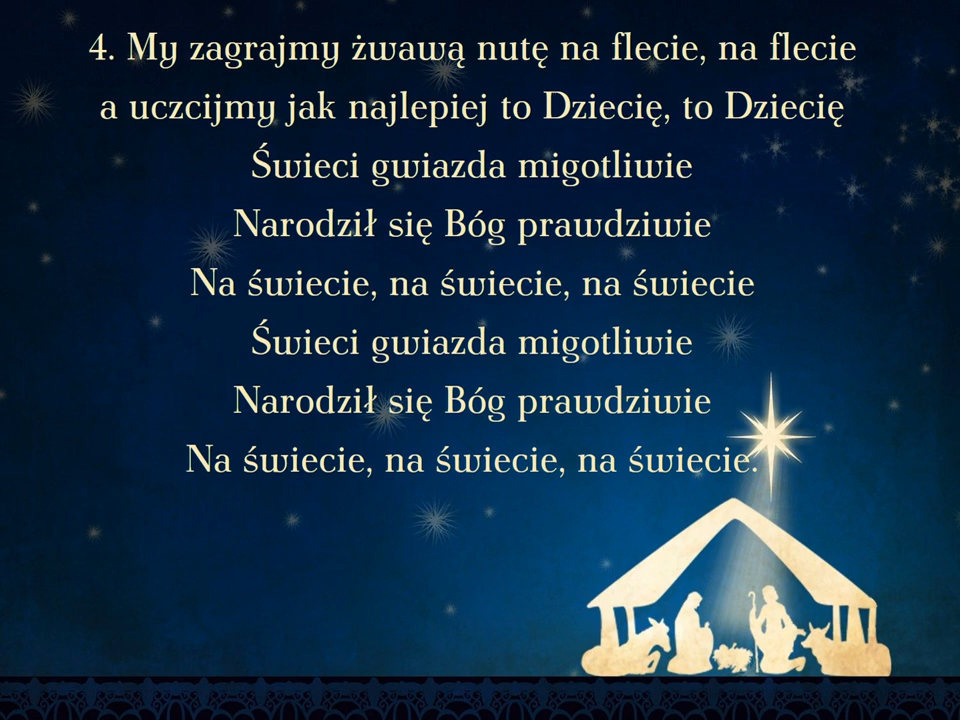 4. My zagrajmy żwawą nutę na flecie, na flecie
a uczcijmy jak najlepiej to Dziecię, to Dziecię
Świeci gwiazda migotliwie
Narodził się Bóg prawdziwie
Na świecie, na świecie, na świecie
Świeci gwiazda migotliwie
Narodził się Bóg prawdziwie
Na świecie, na świecie, na świecie.